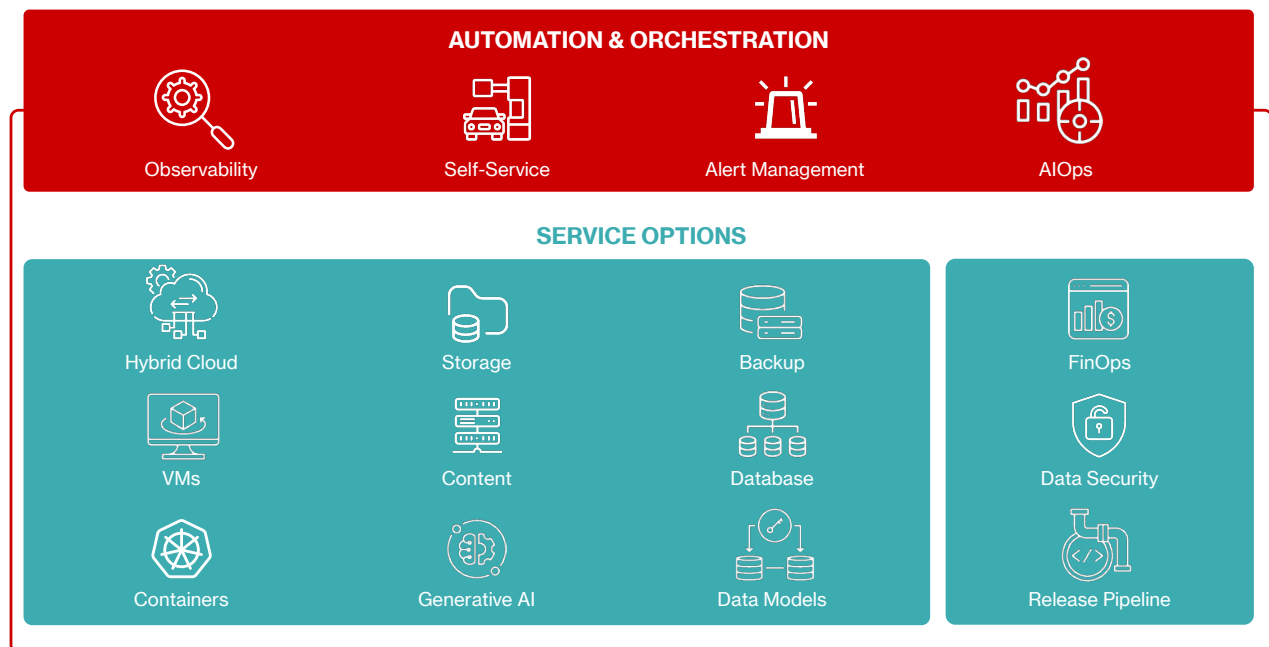 AUTOMATION & ORCHESTRATION
Observability
Self-Service
Alert Management
AIOps
SERVICE OPTIONS
Hybrid Cloud
Storage
Backup
FinOps
VMs
Content
Database
Data Security
Containers
Generative AI
Data Models
Release Pipeline